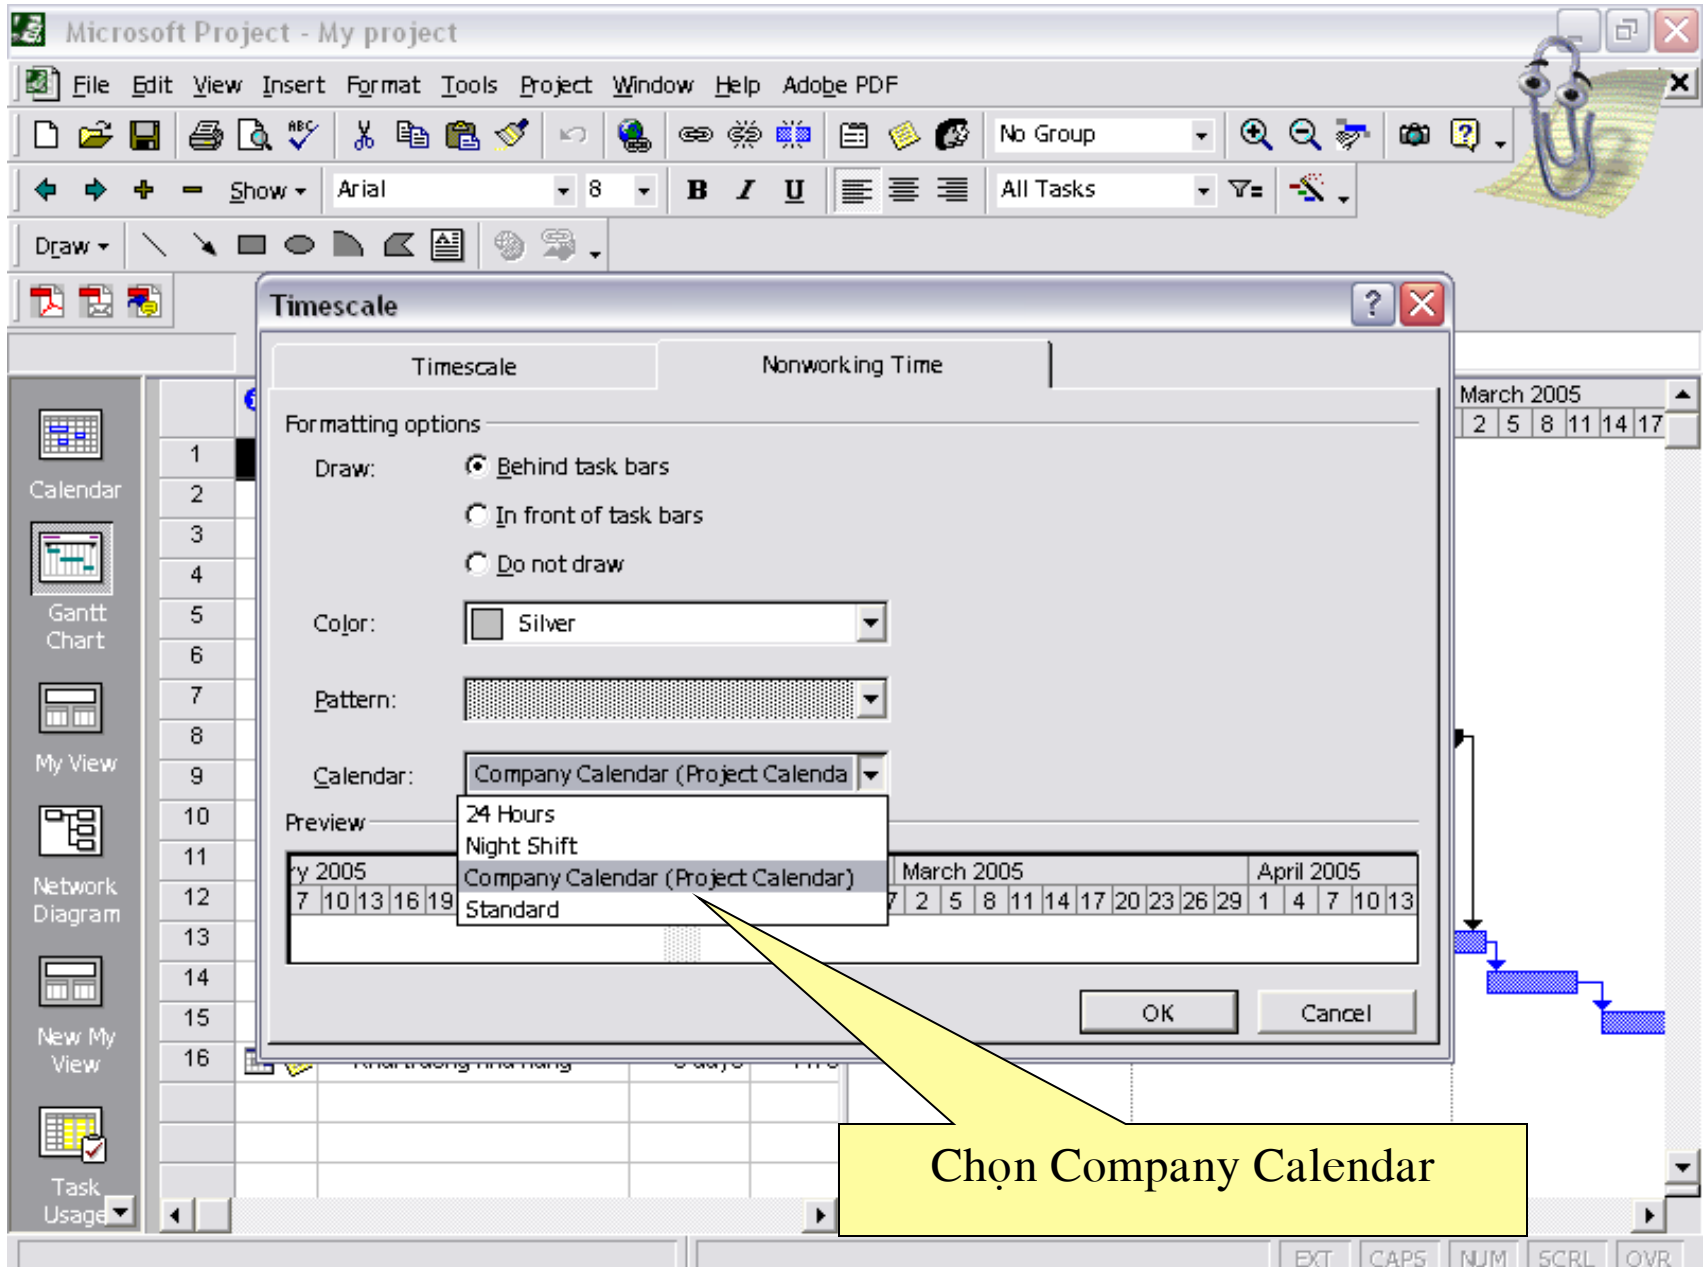 Microsoft Project - My project
File Edit View Insert Format Tools Project Window Help Adobe PDF
ABC No Group
Show Arial 8 B I U All Tasks
Draw
Timescale
Timescale Nonworking Time
March 2005
2 5 8 11 14 17
Formatting options
Draw: Behind task bars
In front of task bars
Do not draw
Color: Silver
Pattern:
Calendar: Company Calendar (Project Calenda
24 Hours
Night Shift
Company Calendar (Project Calendar)
Standard
Preview
ry 2005 March 2005 April 2005
7 10 13 16 19 7 2 5 8 11 14 17 20 23 26 29 1 4 7 10 13
OK Cancel
Calendar
Gantt
Chart
My View
Network
Diagram
New My
View
Task
Usage
1
2
3
4
5
6
7
8
9
10
11
12
13
14
15
16
Chọn Company Calendar
EXT CAPS NUM SCRL OVR